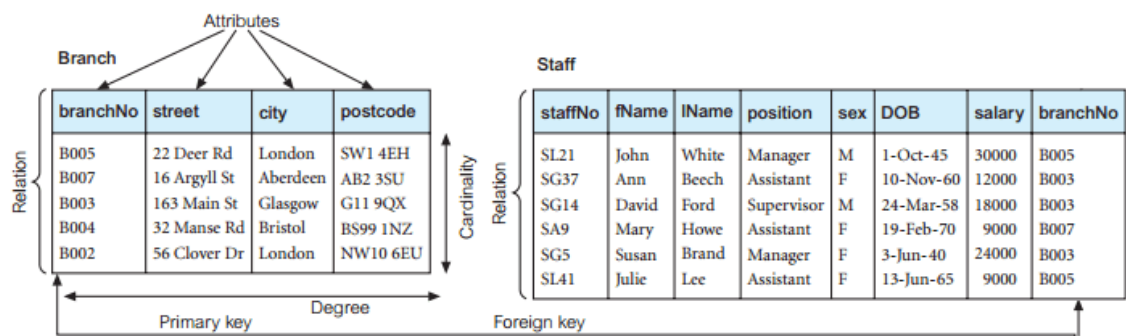 Attributes
Branch
branchNo street city postcode
B005 22 Deer Rd London SW1 4EH
B007 16 Argyll St Aberdeen AB2 3SU
B003 163 Main St Glasgow G11 9QX
B004 32 Manse Rd Bristol BS99 1NZ
B002 56 Clover Dr London NW10 6EU
Relation
Cardinality
Degree
Primary key
Staff
staffNo fName lName position sex DOB salary branchNo
SL21 John White Manager M 1-Oct-45 30000 B005
SG37 Ann Beech Assistant F 10-Nov-60 12000 B003
SG14 David Ford Supervisor M 24-Mar-58 18000 B003
SA9 Mary Howe Assistant F 19-Feb-70 9000 B007
SG5 Susan Brand Manager F 3-Jun-40 24000 B003
SL41 Julie Lee Assistant F 13-Jun-65 9000 B005
Relation
Foreign key